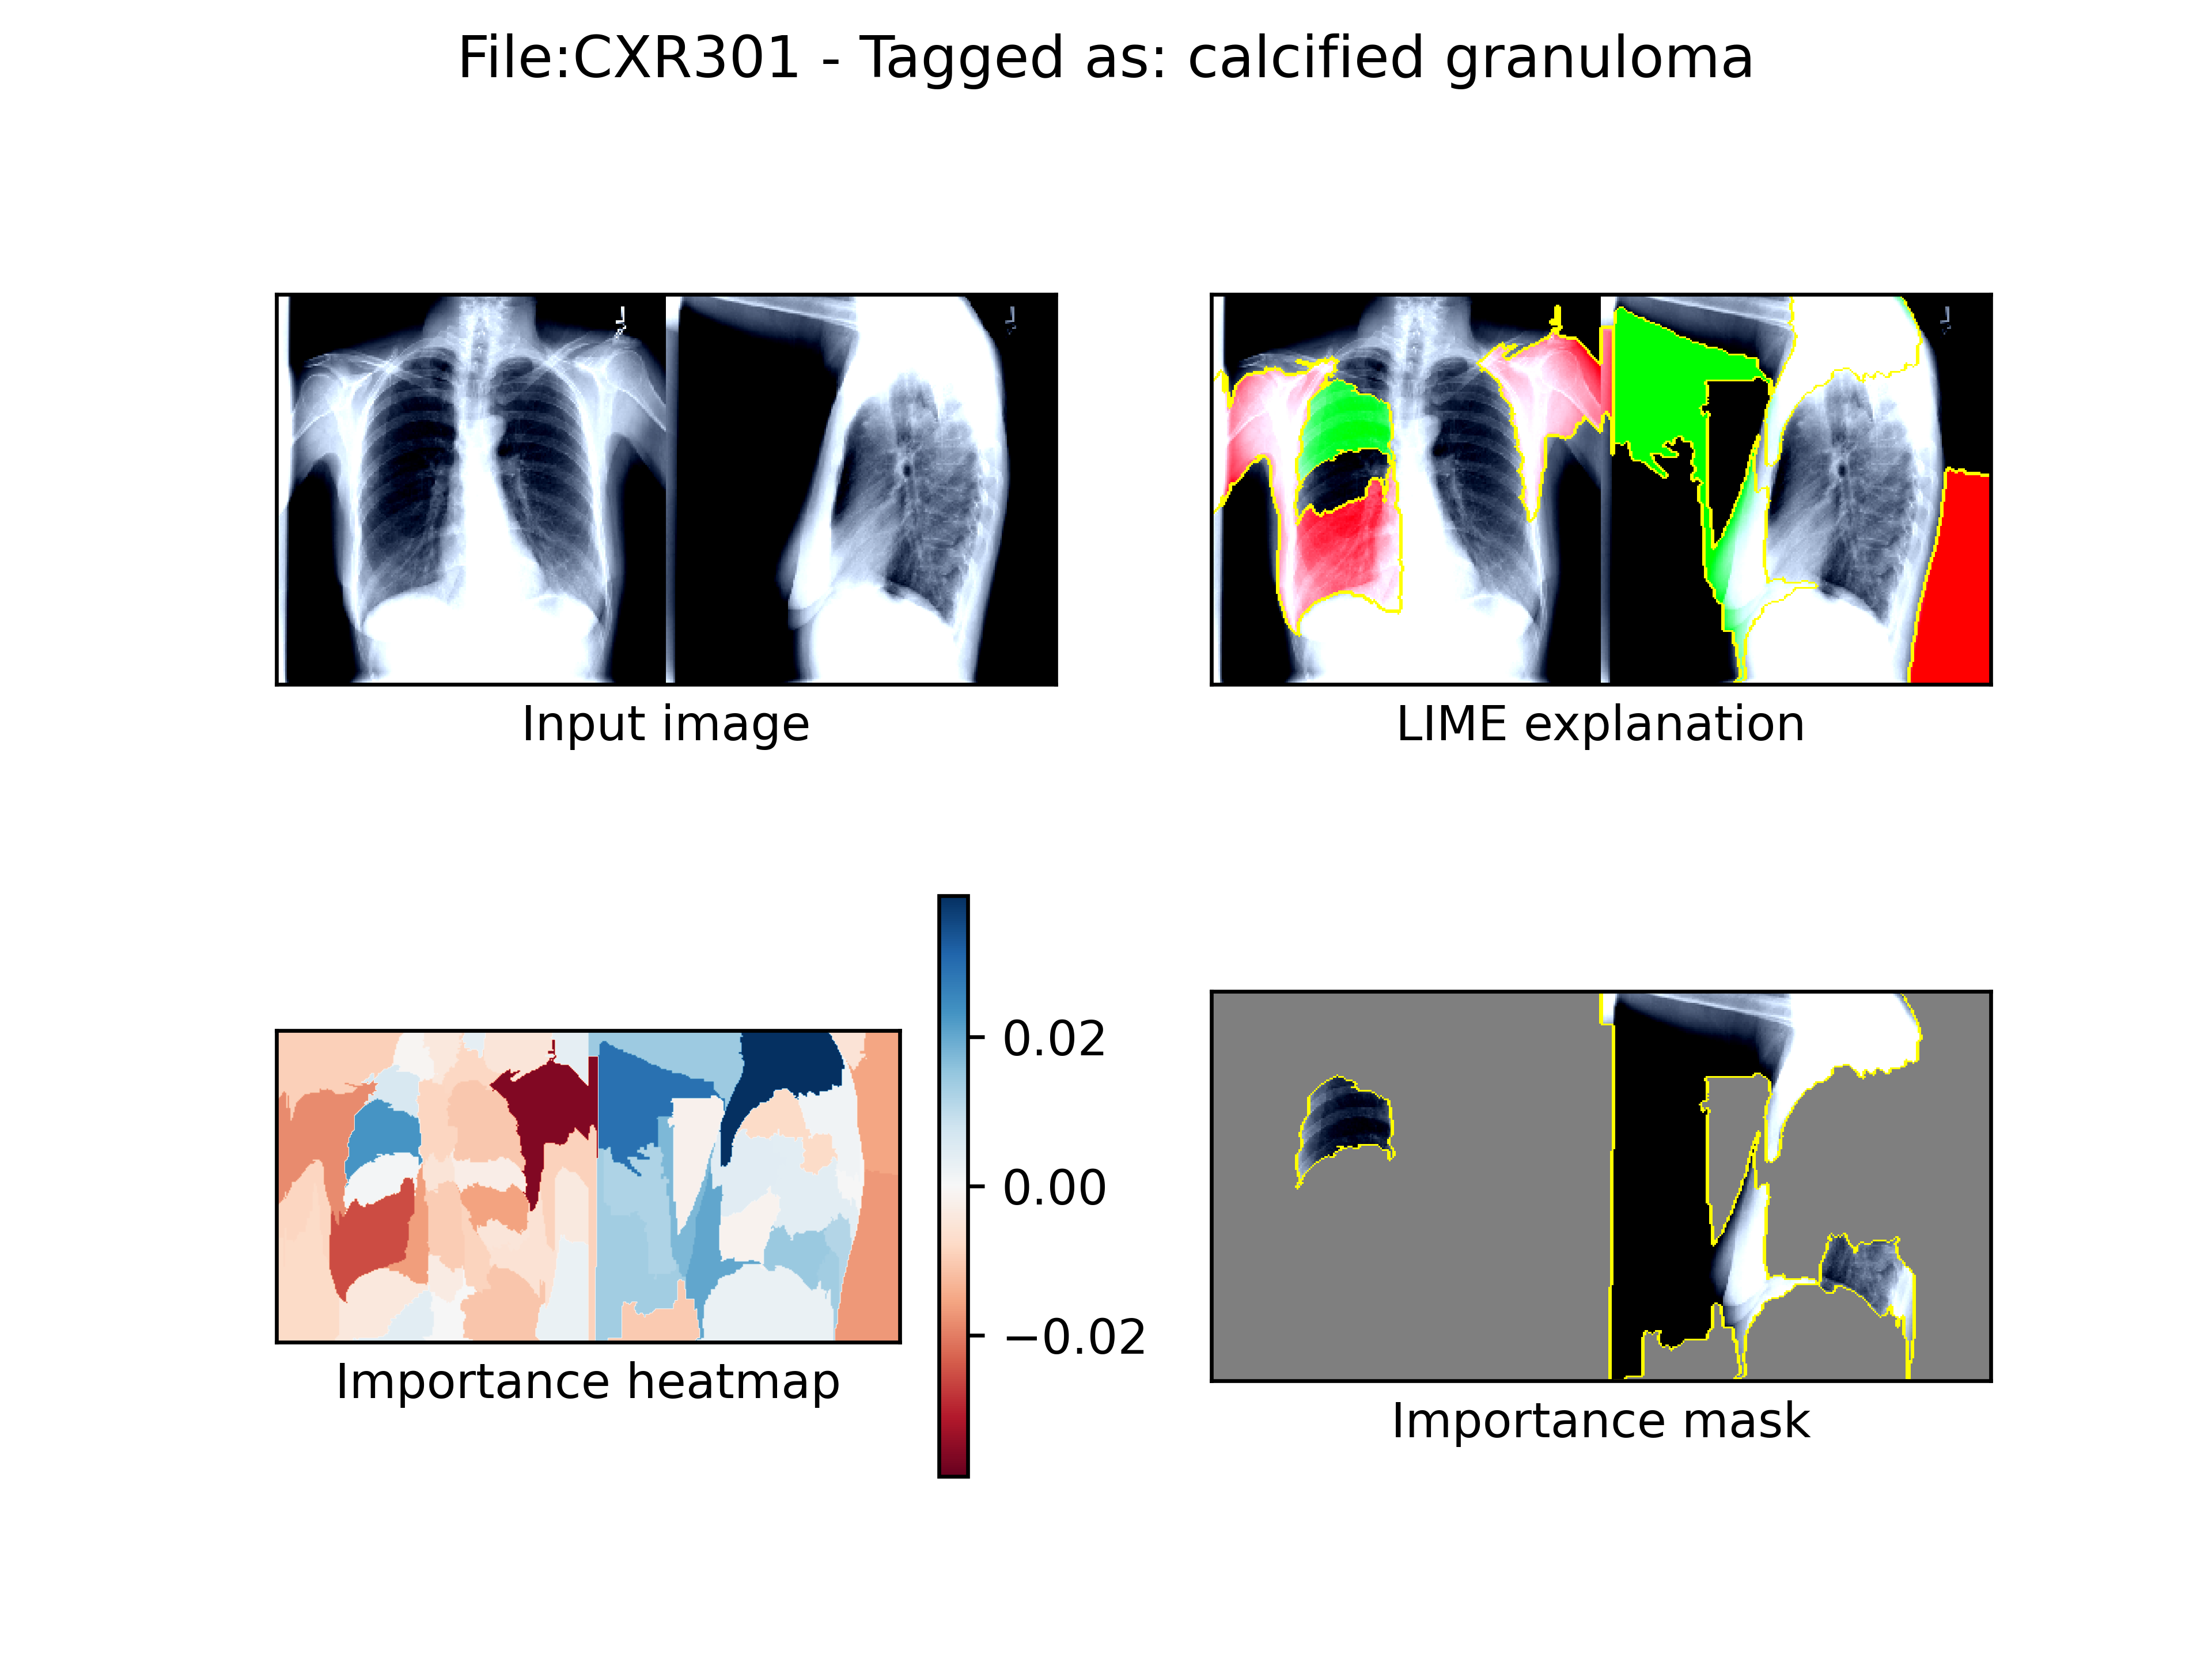 File:CXR301 - Tagged as: calcified granuloma
L
L
L
Input image
LIME explanation
0.02
0.00
−0.02
Importance heatmap
Importance mask